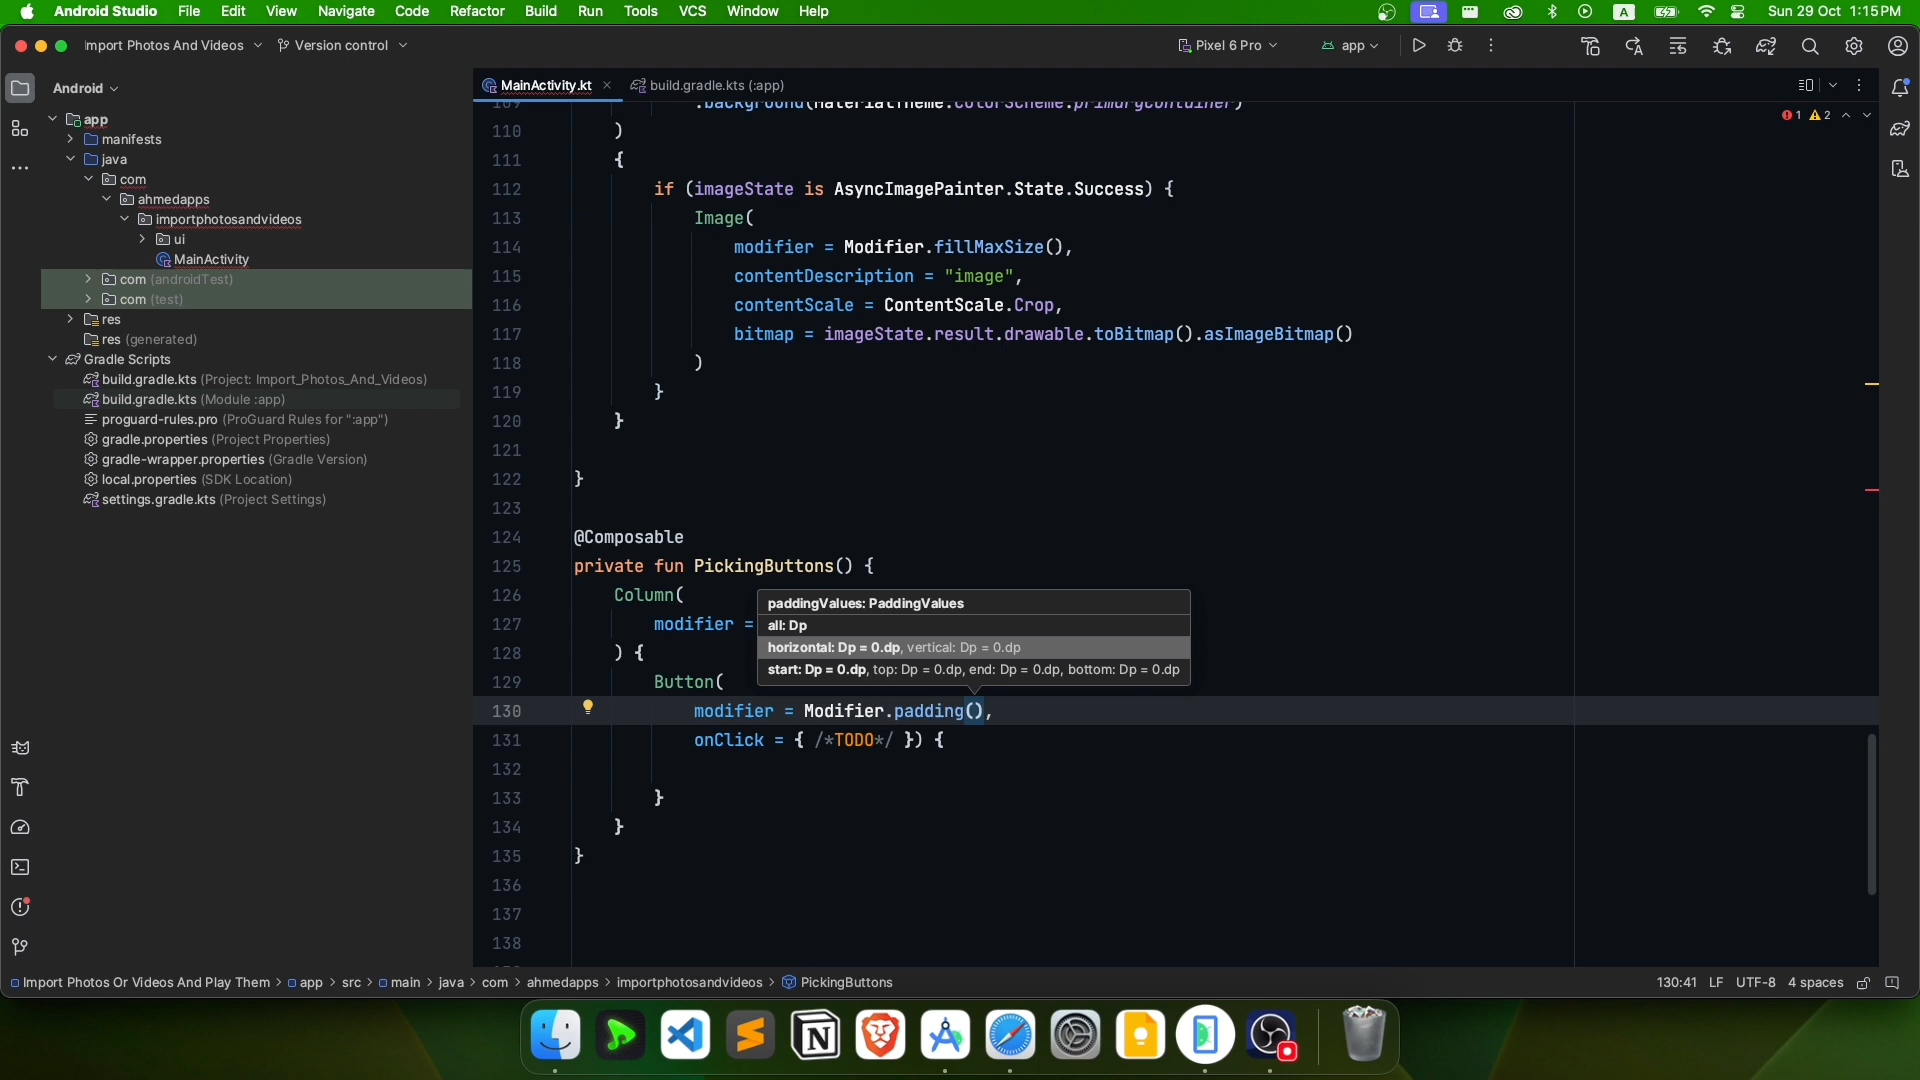 Android Studio File Edit View Navigate Code Refactor Build Run Tools VCS Window Help A Sun 29 Oct 1:15 PM
Import Photos And Videos Version control Pixel 6 Pro app
Android
MainActivity.kt build.gradle.kts (:app)
app
manifests
java
com
ahmedapps
importphotosandvideos
ui
MainActivity
com (androidTest)
com (test)
res
res (generated)
Gradle Scripts
build.gradle.kts (Project: Import_Photos_And_Videos)
build.gradle.kts (Module :app)
proguard-rules.pro (ProGuard Rules for ":app")
gradle.properties (Project Properties)
gradle-wrapper.properties (Gradle Version)
local.properties (SDK Location)
settings.gradle.kts (Project Settings)
1 2
109 .background(MaterialTheme.colorScheme.primaryContainer)
110 )
111 {
112 if (imageState is AsyncImagePainter.State.Success) {
113 Image(
114 modifier = Modifier.fillMaxSize(),
115 contentDescription = "image",
116 contentScale = ContentScale.Crop,
117 bitmap = imageState.result.drawable.toBitmap().asImageBitmap()
118 )
119 }
120 }
121
122 }
123
124 @Composable
125 private fun PickingButtons() {
126 Column(
127 modifier =
128 ) {
129 Button(
130 modifier = Modifier.padding(),
131 onClick = { /*TODO*/ }) {
132
133 }
134 }
135 }
136
137
138
paddingValues: PaddingValues
all: Dp
horizontal: Dp = 0.dp, vertical: Dp = 0.dp
start: Dp = 0.dp, top: Dp = 0.dp, end: Dp = 0.dp, bottom: Dp = 0.dp
Import Photos Or Videos And Play Them > app > src > main > java > com > ahmedapps > importphotosandvideos > PickingButtons 130:41 LF UTF-8 4 spaces